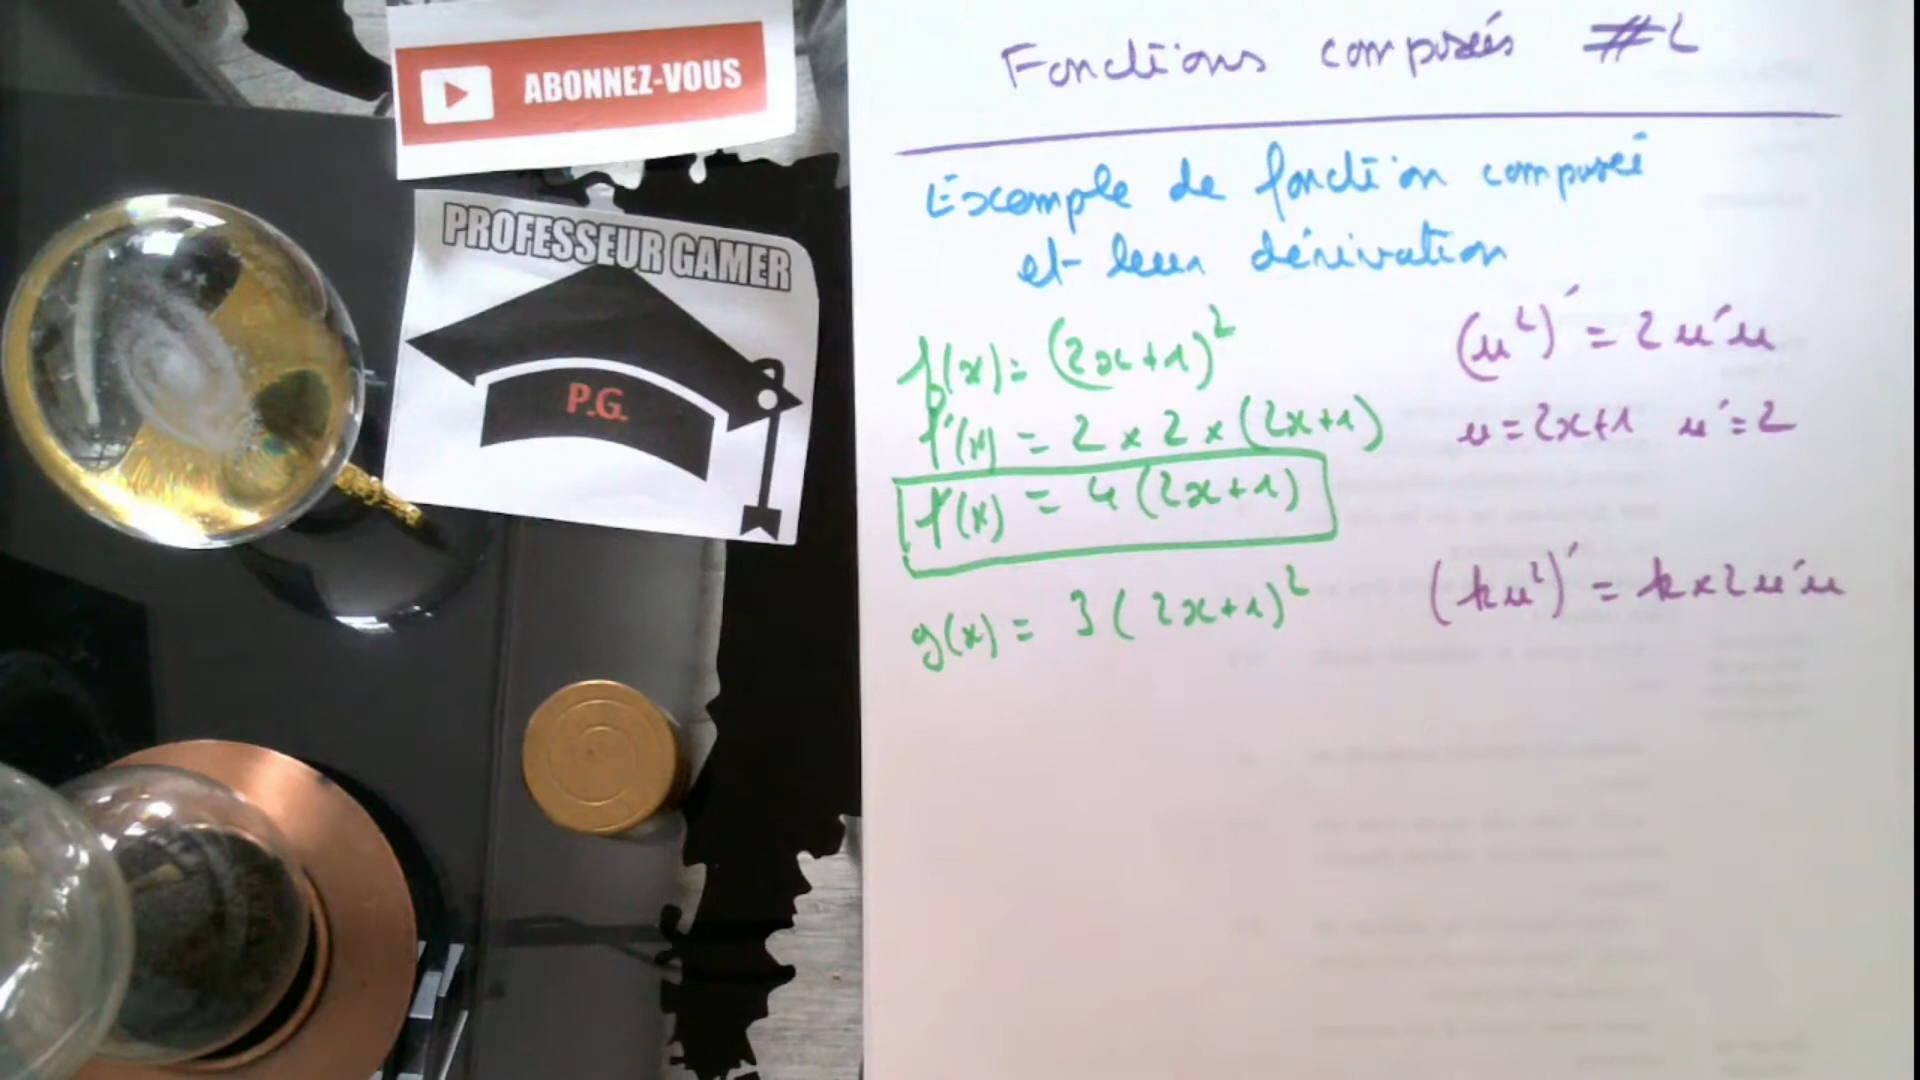 ABONNEZ-VOUS
PROFESSEUR GAMER
P.G.
Fonctions composées #2
Exemple de fonction composée
et leur dérivation
f(x) = (2x+1)²
(u²)' = 2u'u
f'(x) = 2 × 2 × (2x+1)
u = 2x+1 u' = 2
f'(x) = 4 (2x+1)
g(x) = 3 (2x+1)²
(ku²)' = k×2u'u